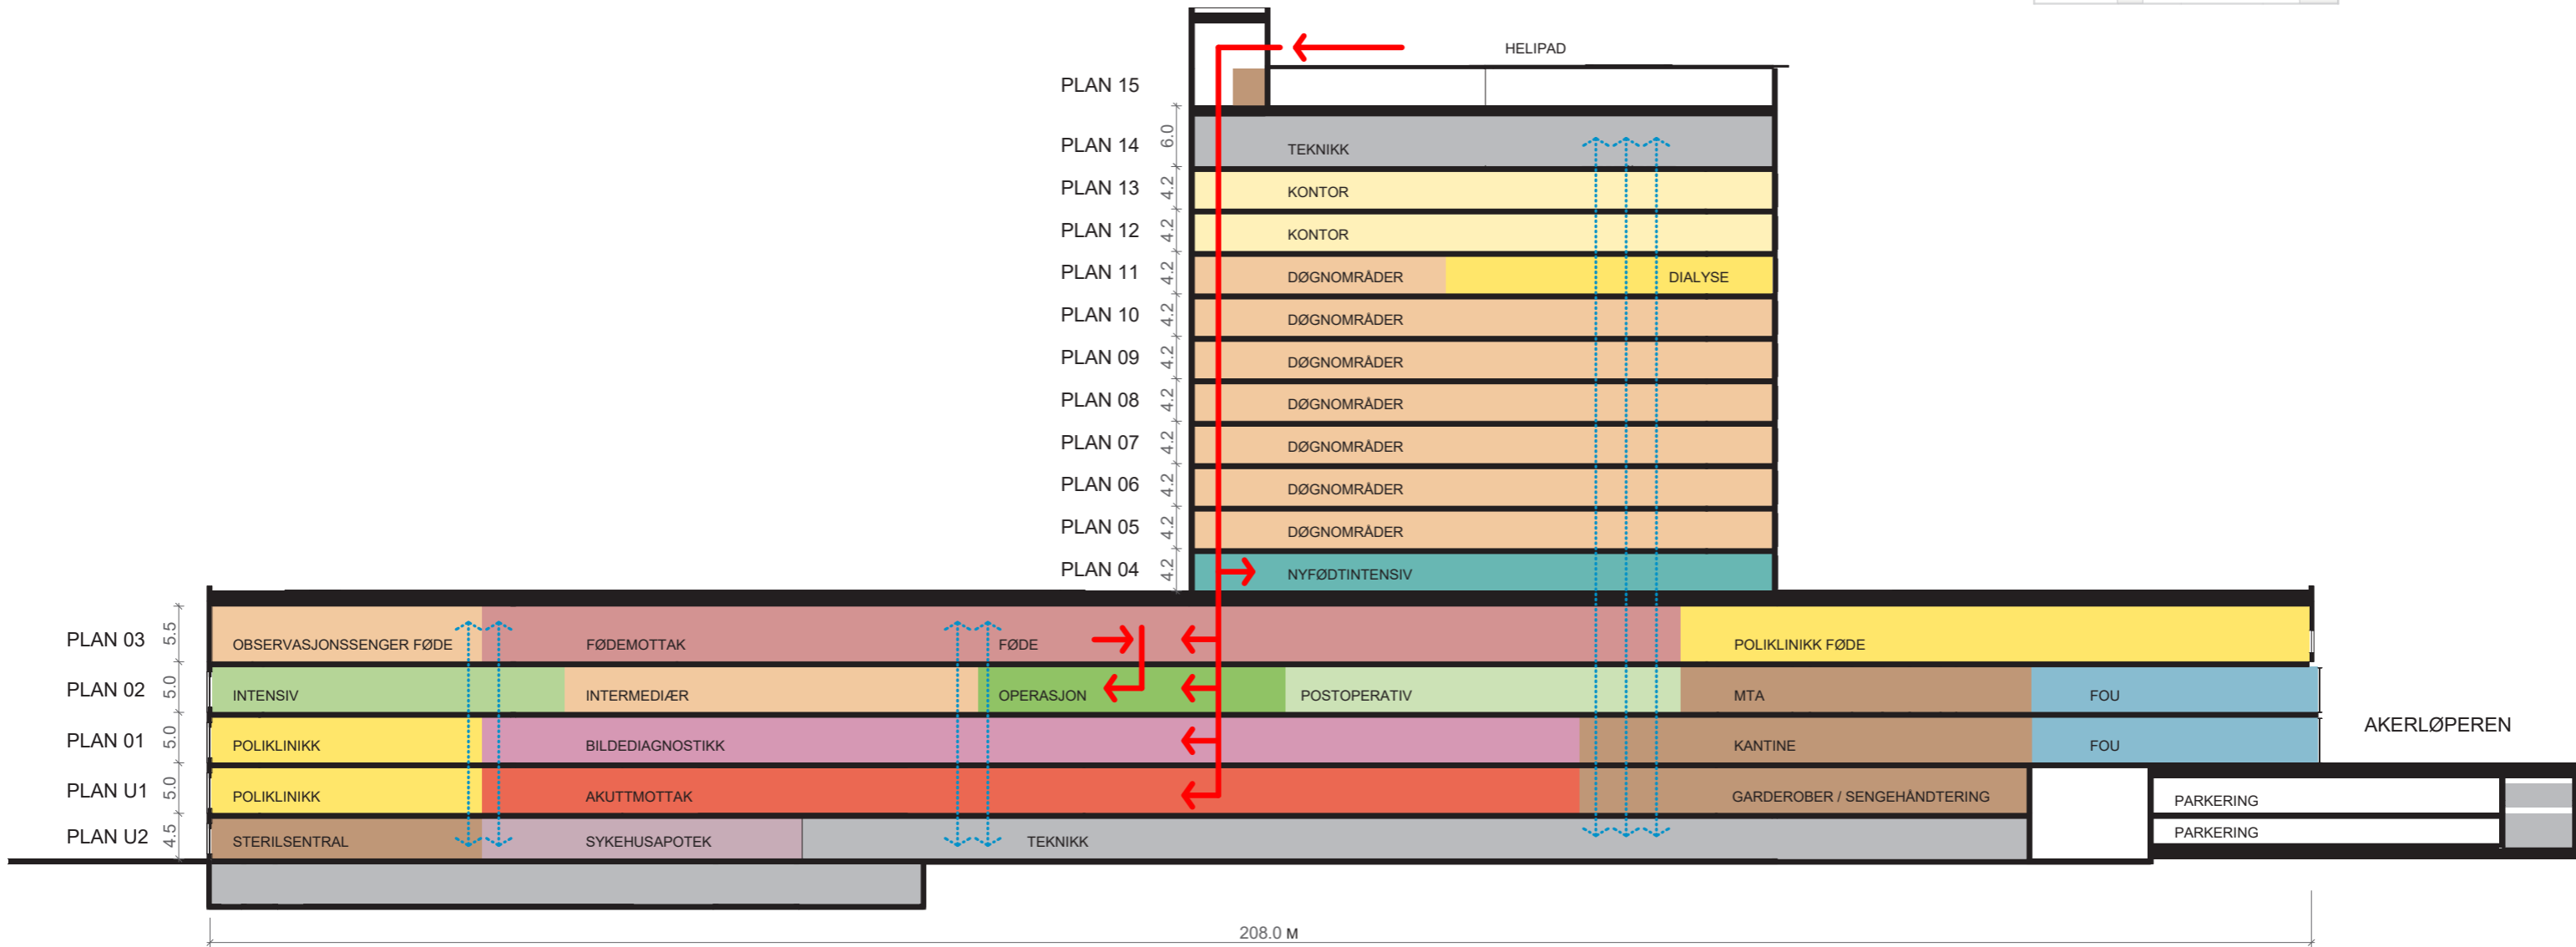 HELIPAD
PLAN 15
PLAN 14 6.0 TEKNIKK
PLAN 13 4.2 KONTOR
PLAN 12 4.2 KONTOR
PLAN 11 4.2 DØGNOMRÅDER DIALYSE
PLAN 10 4.2 DØGNOMRÅDER
PLAN 09 4.2 DØGNOMRÅDER
PLAN 08 4.2 DØGNOMRÅDER
PLAN 07 4.2 DØGNOMRÅDER
PLAN 06 4.2 DØGNOMRÅDER
PLAN 05 4.2 DØGNOMRÅDER
PLAN 04 4.2 NYFØDTINTENSIV
PLAN 03 5.5 OBSERVASJONSSENGER FØDE FØDEMOTTAK FØDE POLIKLINIKK FØDE
PLAN 02 5.0 INTENSIV INTERMEDIÆR OPERASJON POSTOPERATIV MTA FOU
PLAN 01 5.0 POLIKLINIKK BILDEDIAGNOSTIKK KANTINE FOU AKERLØPEREN
PLAN U1 5.0 POLIKLINIKK AKUTTMOTTAK GARDEROBER / SENGEHÅNDTERING PARKERING
PLAN U2 4.5 STERILSENTRAL SYKEHUSAPOTEK TEKNIKK PARKERING
208.0 M